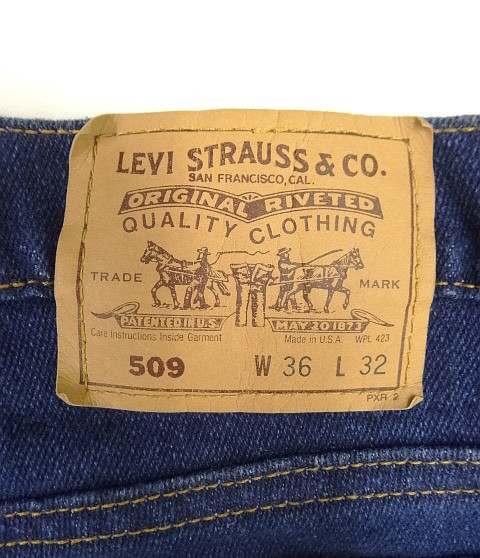 LEVI STRAUSS & CO.
SAN FRANCISCO, CAL.
ORIGINAL RIVETED
QUALITY CLOTHING
TRADE MARK
PATENTED IN U.S. MAY 20 1873
Care Instructions Inside Garment Made in U.S.A. WPL 423
509 W 36 L 32
PXR 2